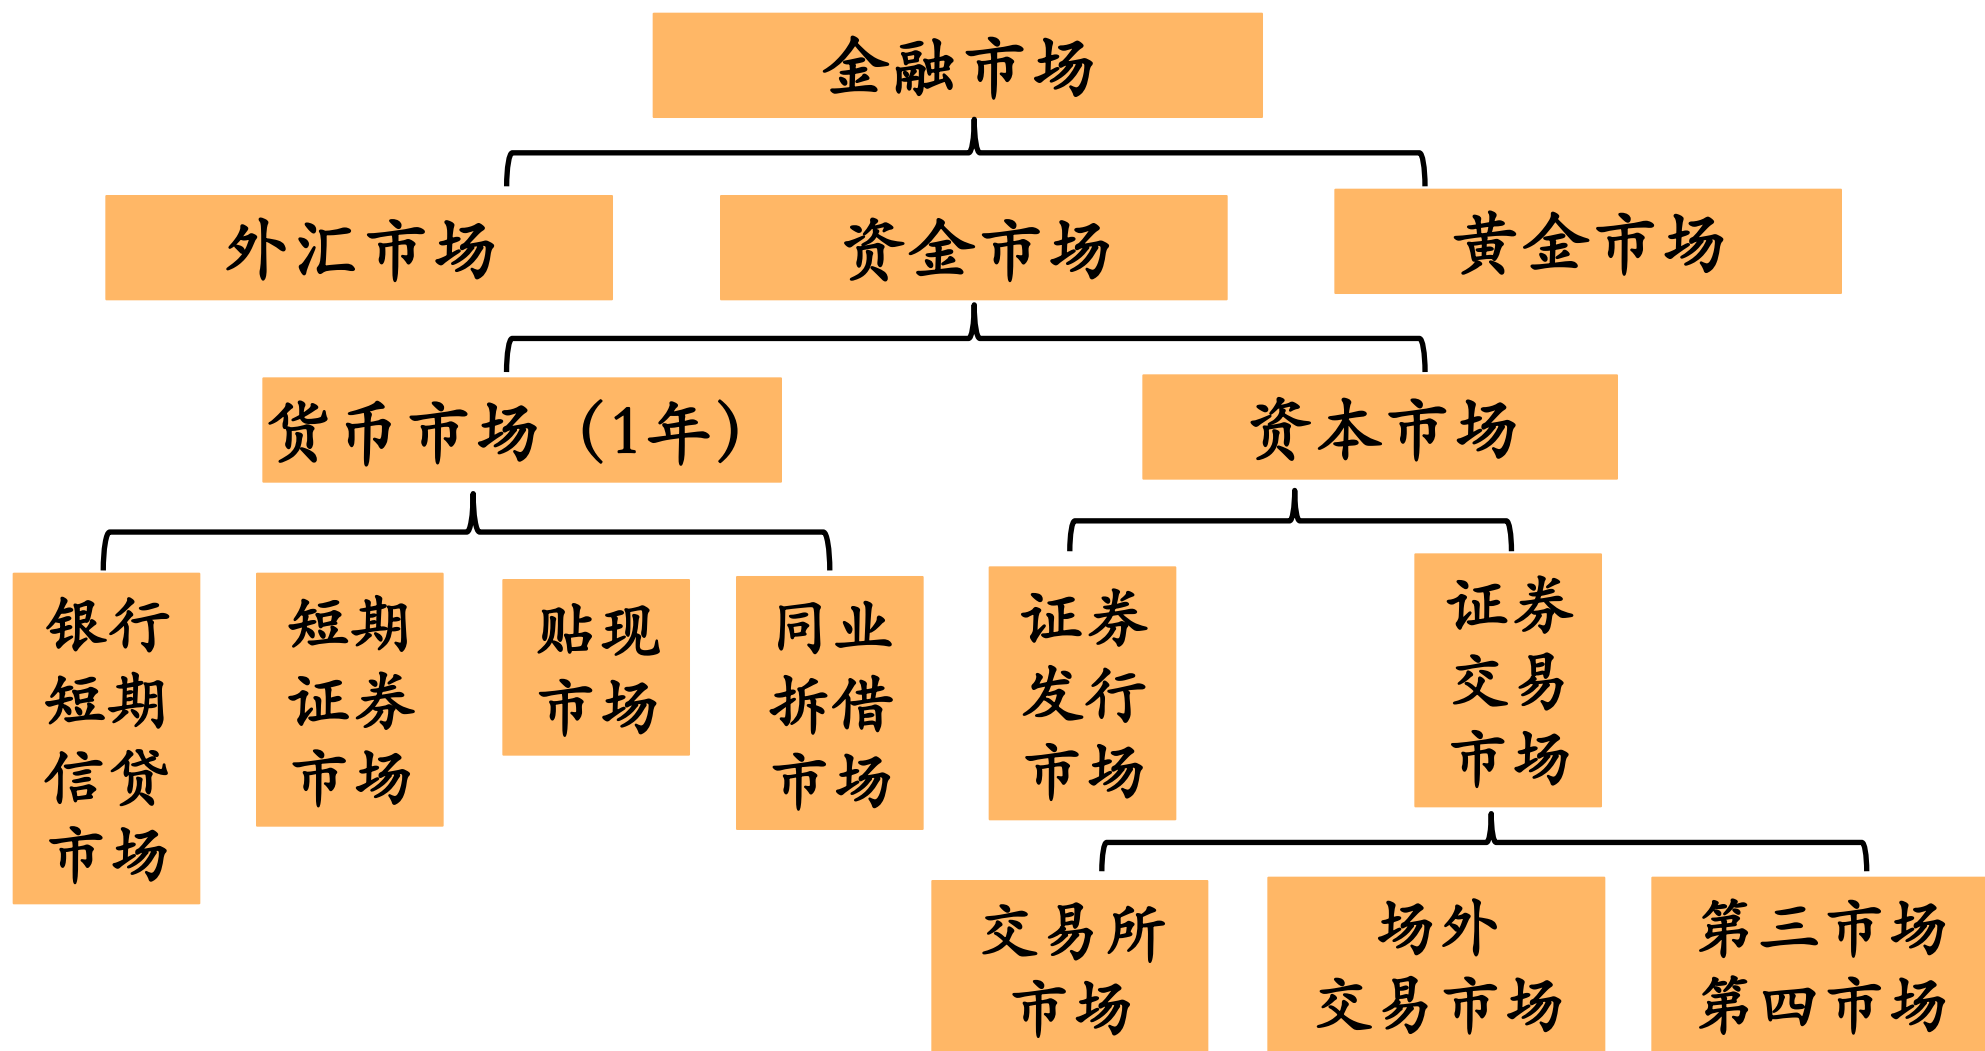 金融市场
外汇市场
资金市场
黄金市场
货币市场（1年）
资本市场
银行
短期
信贷
市场
短期
证券
市场
贴现
市场
同业
拆借
市场
证券
发行
市场
证券
交易
市场
交易所
市场
场外
交易市场
第三市场
第四市场